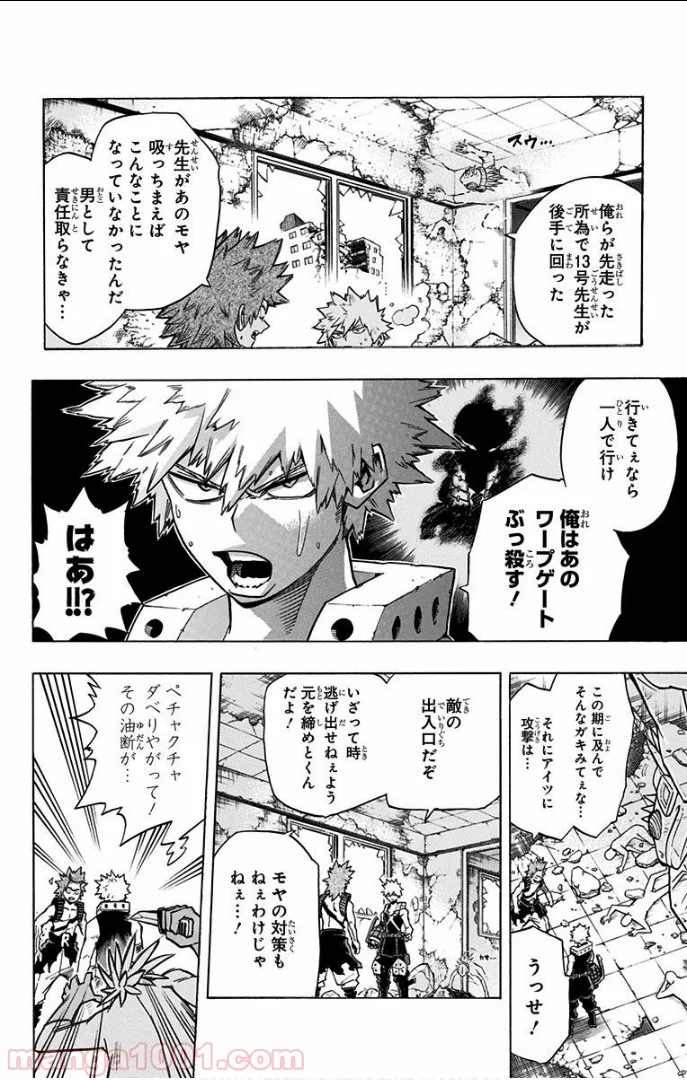 俺らが先走った
所為で13号先生が
後手に回った
スゥ…
先生があのモヤ
吸っちまえば
こんなことに
なっていなかったんだ
男として
責任取らなきゃ…
行きてぇなら
一人で行け
俺はあの
ワープゲート
ぶっ殺す!
はあ!!?
この期に及んで
そんなガキみてぇな…
それにアイツに
攻撃は…
うっせ!
敵の
出入口だぞ
いざって時
逃げ出せねぇよう
元を締めとくん
だよ!
モヤの対策も
ねぇわけじゃ
ねぇ…
カサ…
ペチャクチャ
ダベりやがって!
その油断が…
manga1001.com